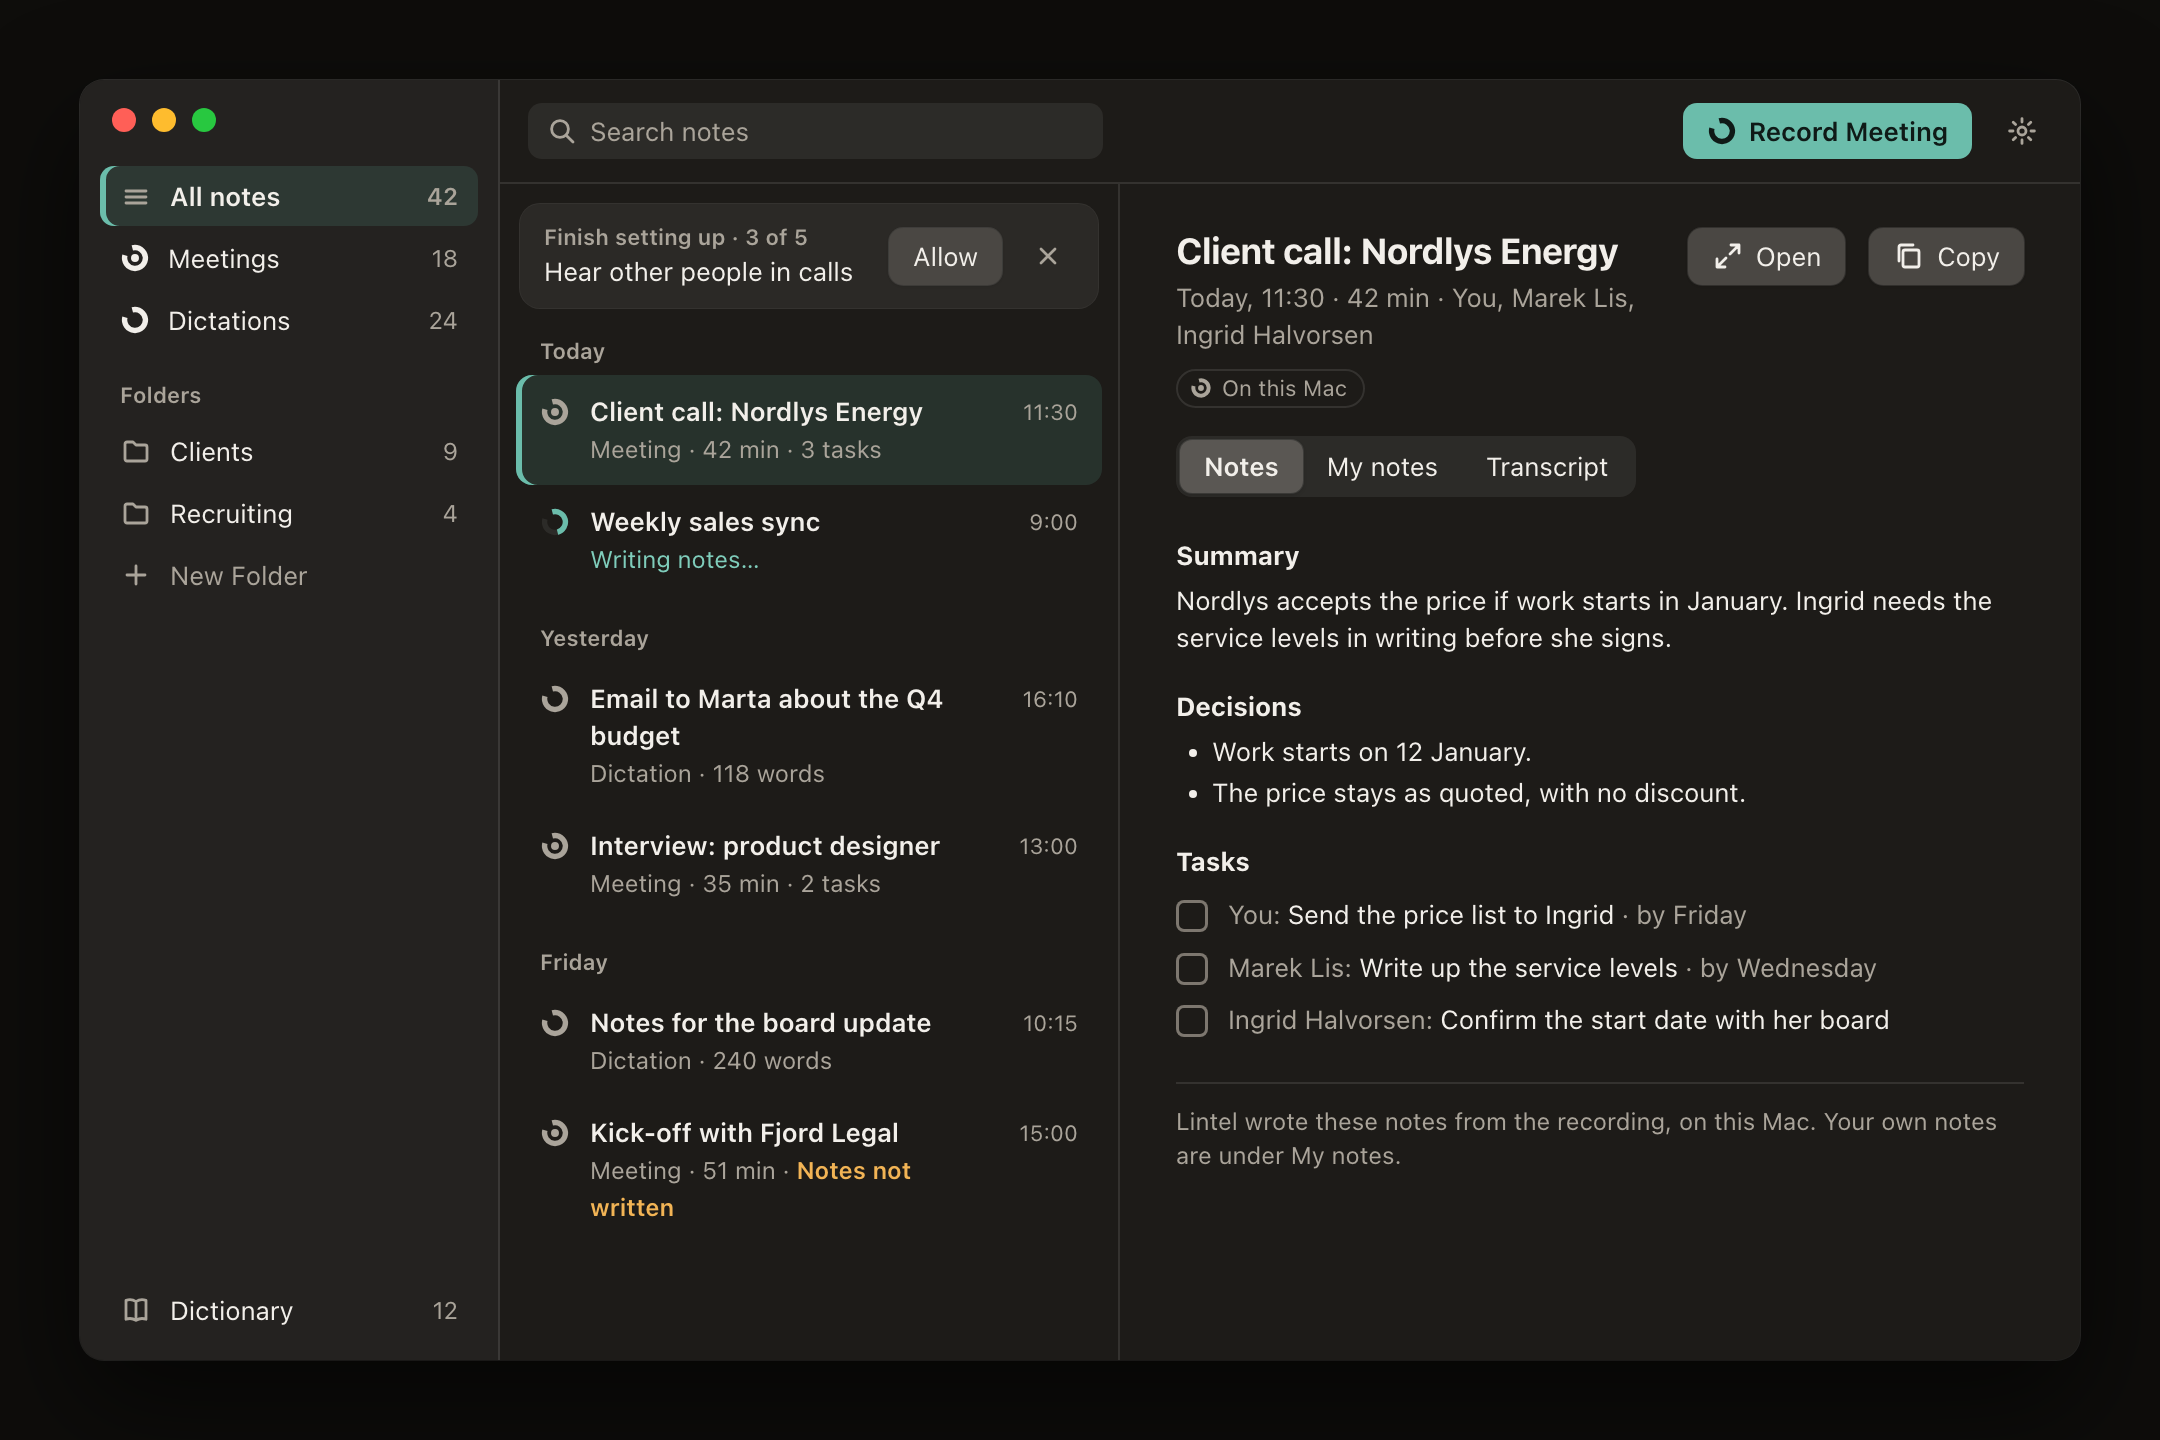 All notes 42
Meetings 18
Dictations 24
Folders
Clients 9
Recruiting 4
New Folder
Dictionary 12
Search notes
Record Meeting
Finish setting up · 3 of 5
Hear other people in calls
Allow
Today
Client call: Nordlys Energy 11:30
Meeting · 42 min · 3 tasks
Weekly sales sync 9:00
Writing notes...
Yesterday
Email to Marta about the Q4 16:10
budget
Dictation · 118 words
Interview: product designer 13:00
Meeting · 35 min · 2 tasks
Friday
Notes for the board update 10:15
Dictation · 240 words
Kick-off with Fjord Legal 15:00
Meeting · 51 min · Notes not
written
Client call: Nordlys Energy
Today, 11:30 · 42 min · You, Marek Lis,
Ingrid Halvorsen
Open
Copy
On this Mac
Notes My notes Transcript
Summary
Nordlys accepts the price if work starts in January. Ingrid needs the
service levels in writing before she signs.
Decisions
• Work starts on 12 January.
• The price stays as quoted, with no discount.
Tasks
You: Send the price list to Ingrid · by Friday
Marek Lis: Write up the service levels · by Wednesday
Ingrid Halvorsen: Confirm the start date with her board
Lintel wrote these notes from the recording, on this Mac. Your own notes
are under My notes.